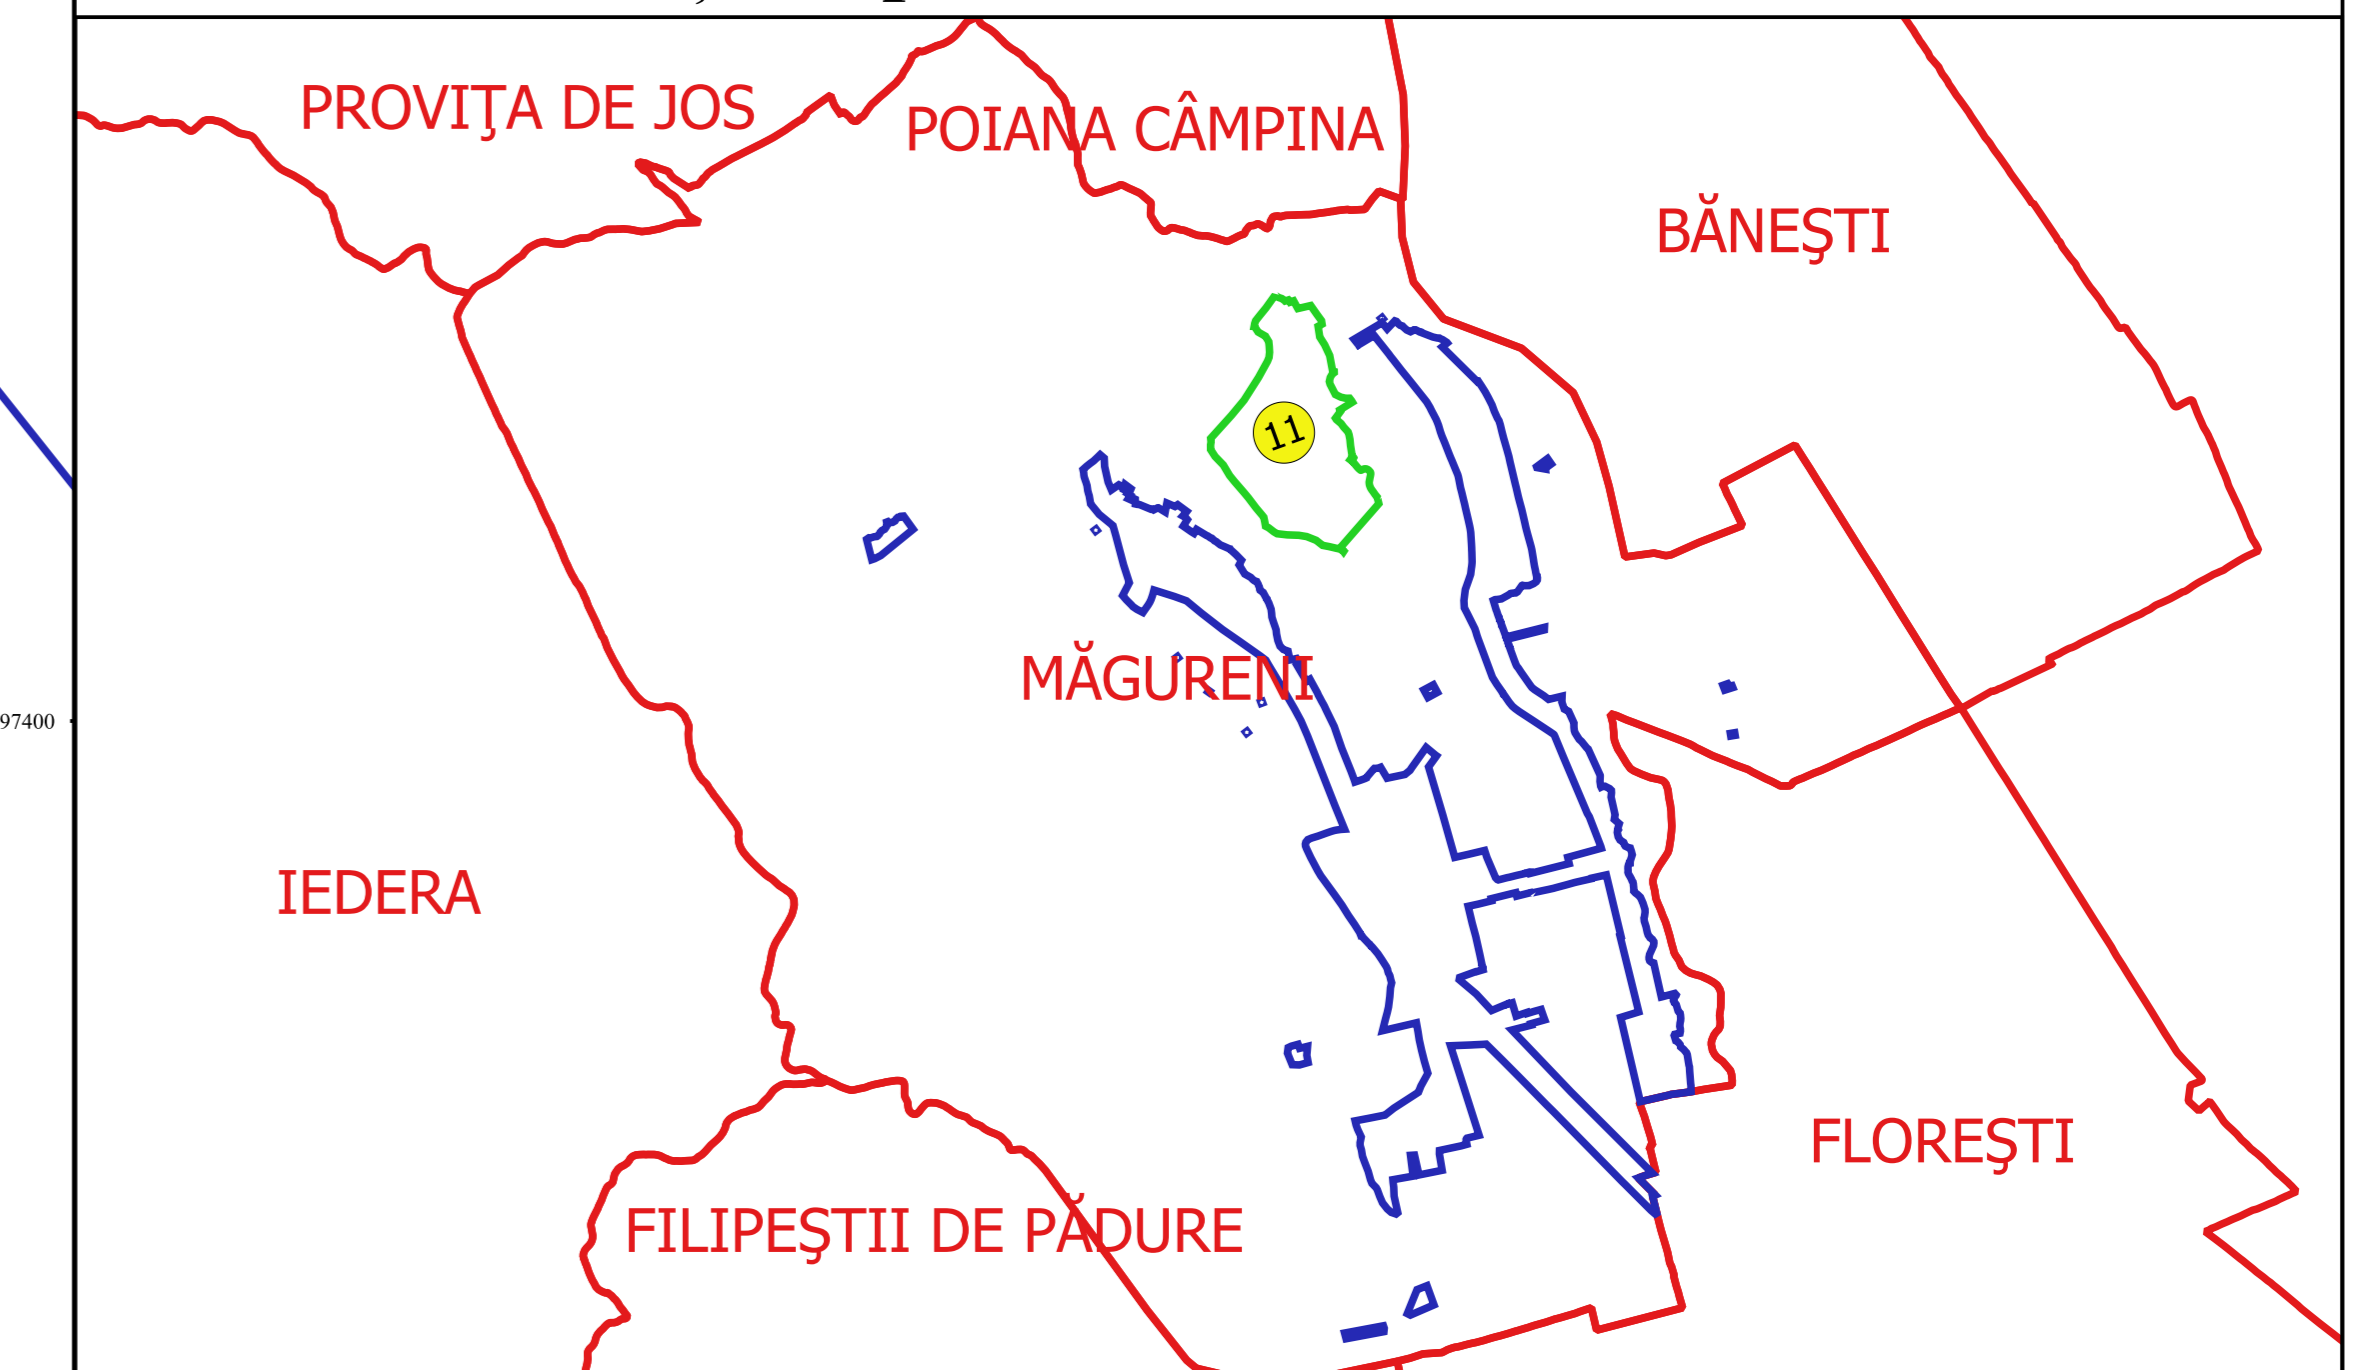 PROVIŢA DE JOS
POIANA CÂMPINA
BĂNEŞTI
11
MĂGURENI
97400
IEDERA
FLOREŞTI
FILIPEŞTII DE PĂDURE